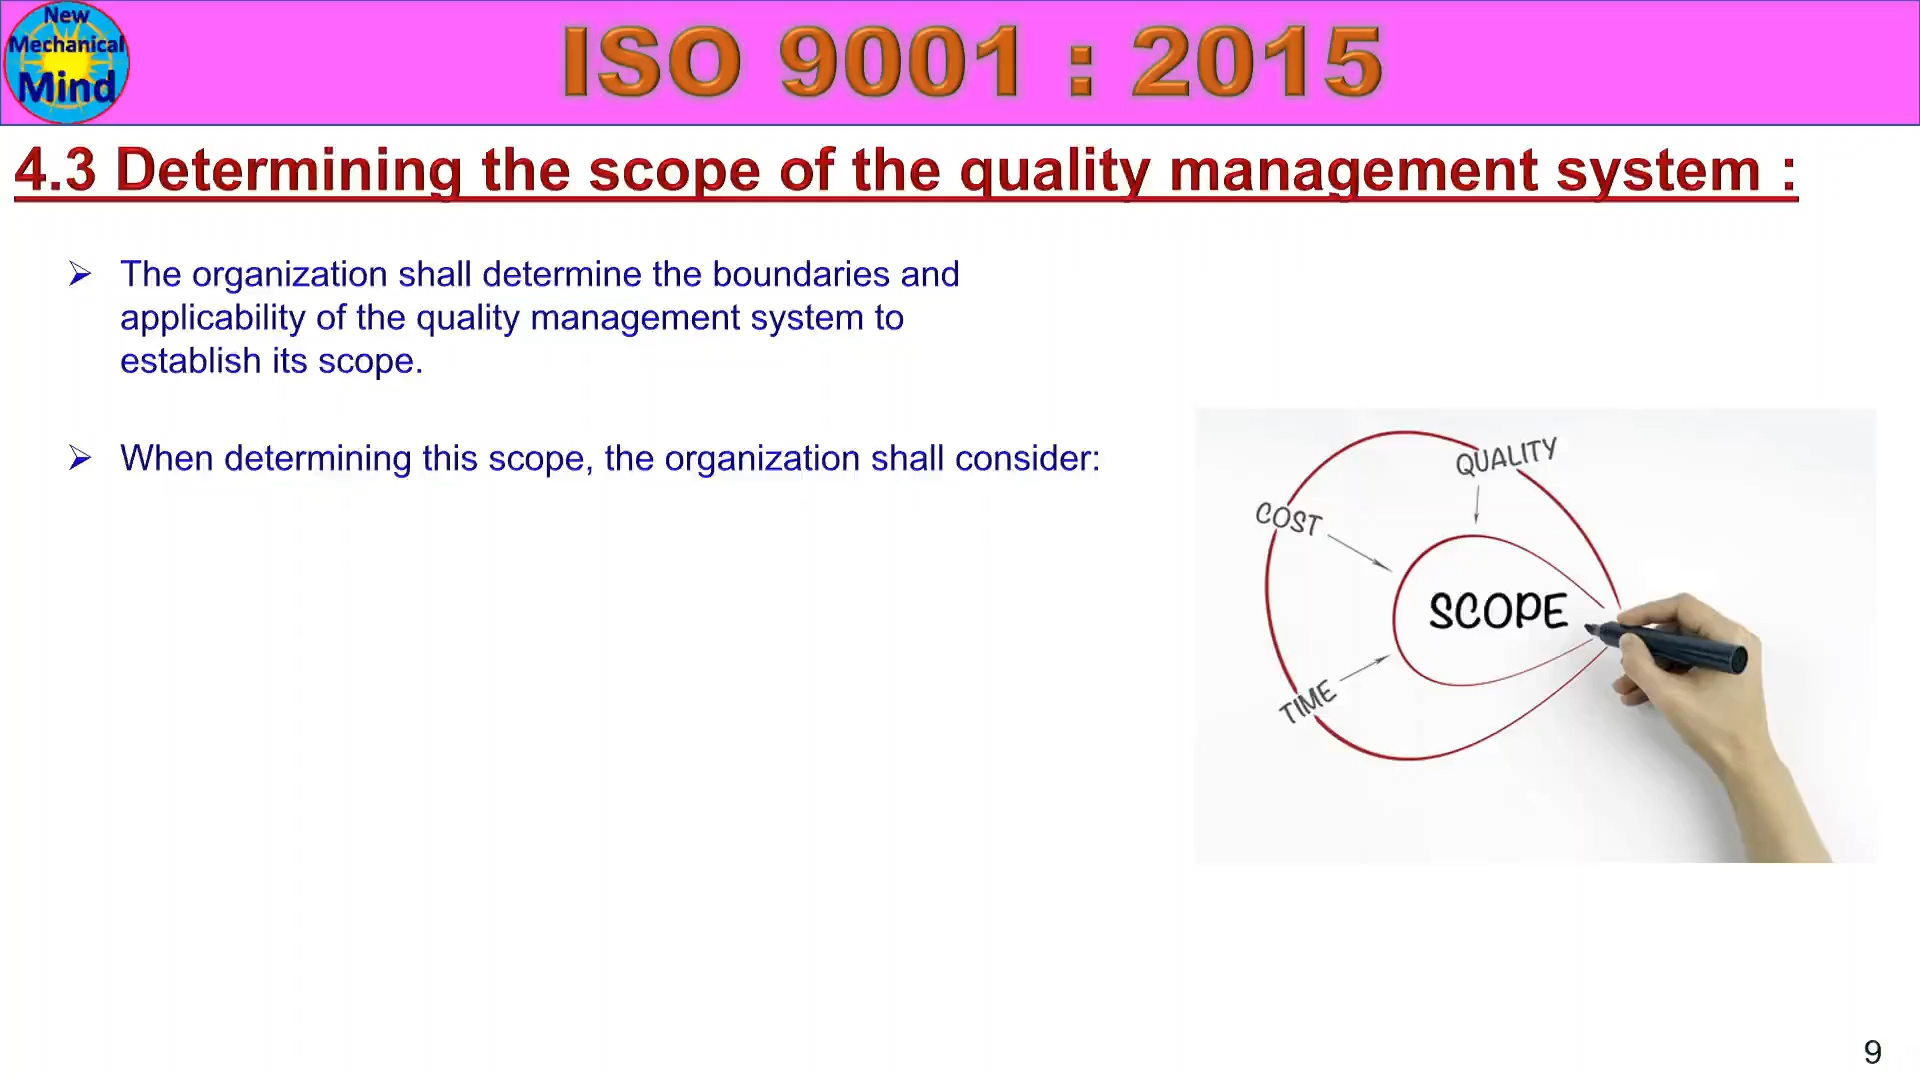 New
Mechanical
Mind
ISO 9001 : 2015
4.3 Determining the scope of the quality management system :
➢ The organization shall determine the boundaries and
applicability of the quality management system to
establish its scope.
➢ When determining this scope, the organization shall consider:
QUALITY
COST
SCOPE
TIME
9